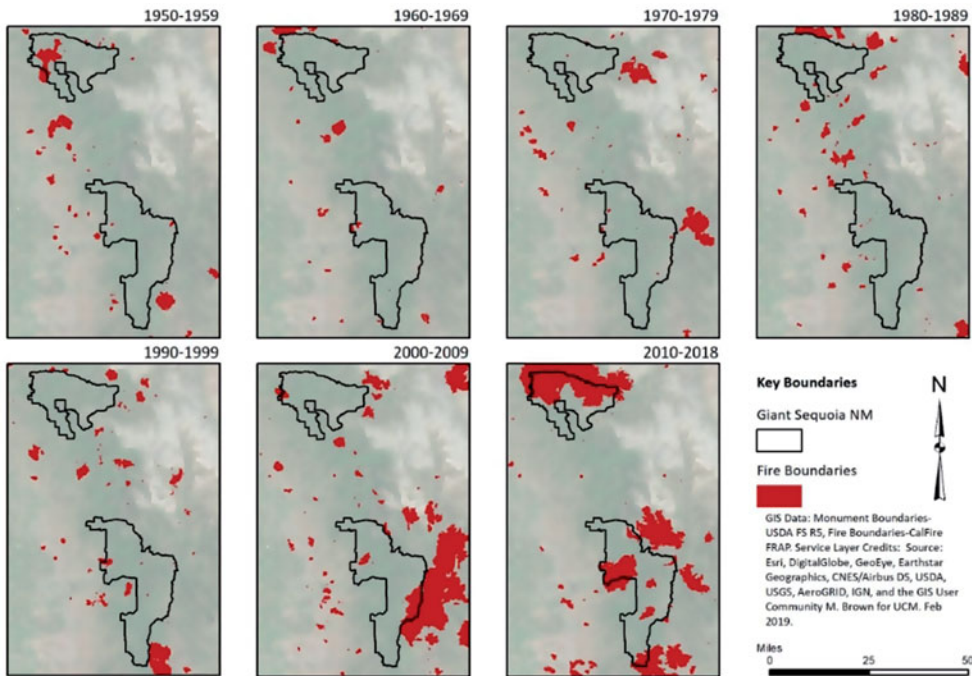 1950-1959
1960-1969
1970-1979
1980-1989
1990-1999
2000-2009
2010-2018
Key Boundaries
Giant Sequoia NM
Fire Boundaries
N
GIS Data: Monument Boundaries-
USDA FS R5, Fire Boundaries-CalFire
FRAP. Service Layer Credits: Source:
Esri, DigitalGlobe, GeoEye, Earthstar
Geographics, CNES/Airbus DS, USDA,
USGS, AeroGRID, IGN, and the GIS User
Community M. Brown for UCM. Feb
2019.
Miles
0 25 50